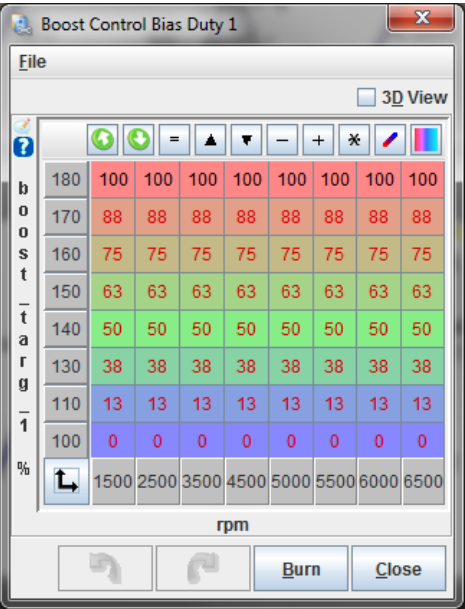 Boost Control Bias Duty 1
x
File
3D View
?
= ▲ ▼ − + *
boost_targ_1
%
180 100 100 100 100 100 100 100 100
170 88 88 88 88 88 88 88 88
160 75 75 75 75 75 75 75 75
150 63 63 63 63 63 63 63 63
140 50 50 50 50 50 50 50 50
130 38 38 38 38 38 38 38 38
110 13 13 13 13 13 13 13 13
100 0 0 0 0 0 0 0 0
1500 2500 3500 4500 5000 5500 6000 6500
rpm
Burn Close